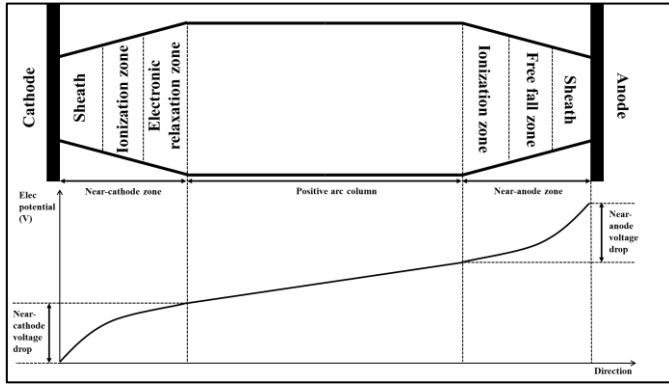 Cathode
Sheath
Ionization zone
Electronic
relaxation zone
Ionization zone
Free fall zone
Sheath
Anode
Near-cathode zone
Positive arc column
Near-anode zone
Elec
potential
(V)
Near-
anode
voltage
drop
Near-
cathode
voltage
drop
Direction